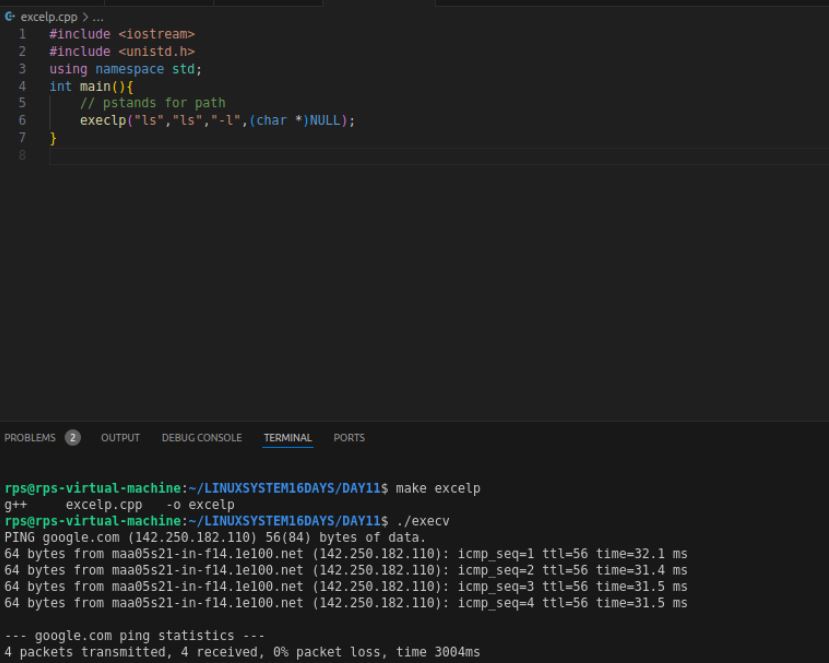 excelp.cpp > ...
1 #include <iostream>
2 #include <unistd.h>
3 using namespace std;
4 int main(){
5     // pstands for path
6     execlp("ls","ls","-l",(char *)NULL);
7 }
8
PROBLEMS 2 OUTPUT DEBUG CONSOLE TERMINAL PORTS
rps@rps-virtual-machine:~/LINUXSYSTEM16DAYS/DAY11$ make excelp
g++     excelp.cpp   -o excelp
rps@rps-virtual-machine:~/LINUXSYSTEM16DAYS/DAY11$ ./execv
PING google.com (142.250.182.110) 56(84) bytes of data.
64 bytes from maa05s21-in-f14.1e100.net (142.250.182.110): icmp_seq=1 ttl=56 time=32.1 ms
64 bytes from maa05s21-in-f14.1e100.net (142.250.182.110): icmp_seq=2 ttl=56 time=31.4 ms
64 bytes from maa05s21-in-f14.1e100.net (142.250.182.110): icmp_seq=3 ttl=56 time=31.5 ms
64 bytes from maa05s21-in-f14.1e100.net (142.250.182.110): icmp_seq=4 ttl=56 time=31.5 ms
--- google.com ping statistics ---
4 packets transmitted, 4 received, 0% packet loss, time 3004ms